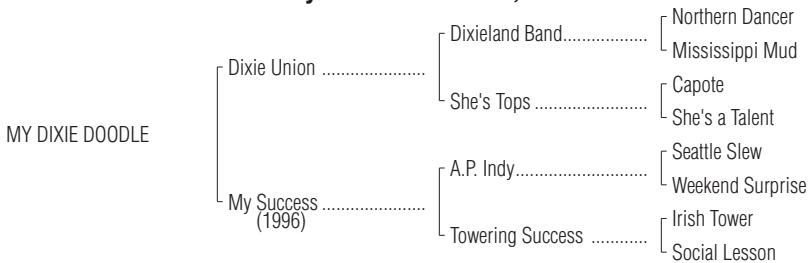 Dixieland Band.................. Northern Dancer
Mississippi Mud
Dixie Union ......................
She's Tops ........................ Capote
She's a Talent
MY DIXIE DOODLE
A.P. Indy............................ Seattle Slew
Weekend Surprise
My Success ......................
(1996)
Towering Success ............ Irish Tower
Social Lesson